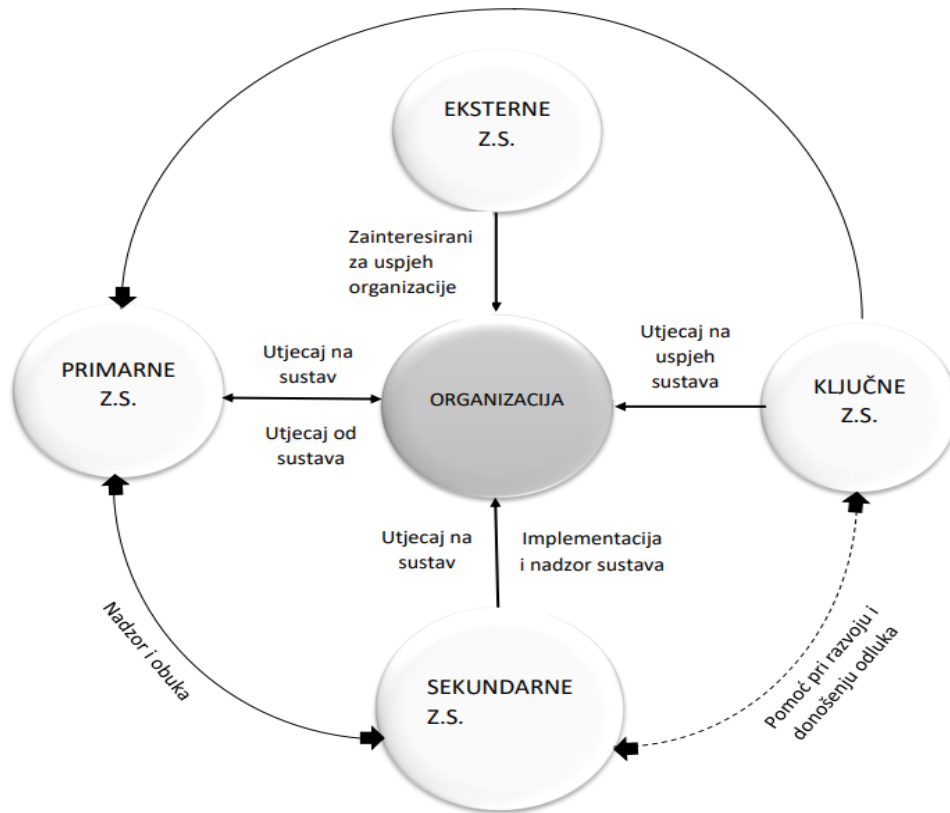 EKSTERNE
Z.S.
Zainteresirani
za uspjeh
organizacije
PRIMARNE
Z.S.
Utjecaj na
sustav
Utjecaj od
sustava
ORGANIZACIJA
Utjecaj na
uspjeh
sustava
KLJUČNE
Z.S.
Utjecaj na
sustav
Implementacija
i nadzor sustava
Nadzor i obuka
SEKUNDARNE
Z.S.
Pomoć pri razvoju i
donošenju odluka